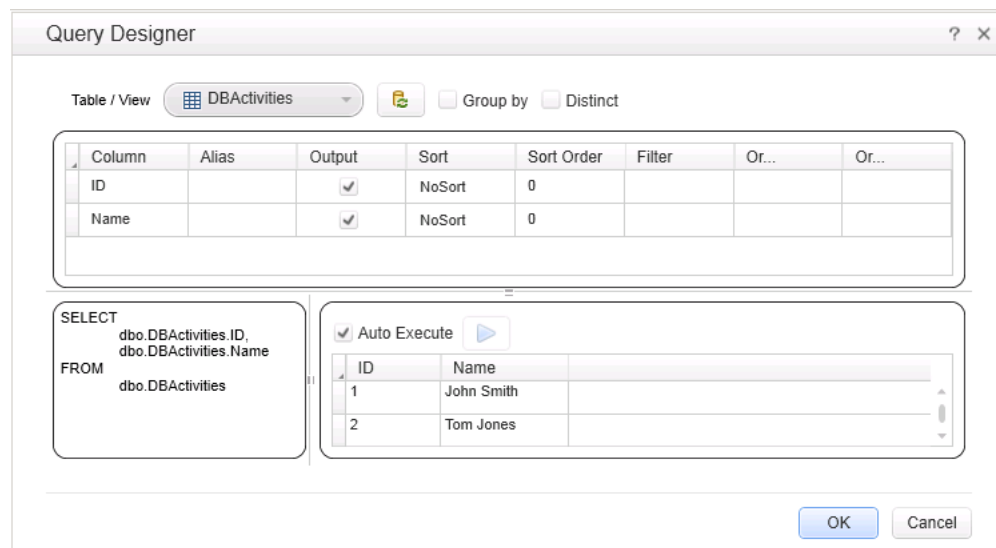 Query Designer ?
Table / View DBActivities Group by Distinct
Column Alias Output Sort Sort Order Filter Or... Or...
ID NoSort 0
Name NoSort 0
SELECT
dbo.DBActivities.ID,
dbo.DBActivities.Name
FROM
dbo.DBActivities
Auto Execute
ID Name
1 John Smith
2 Tom Jones
OK Cancel